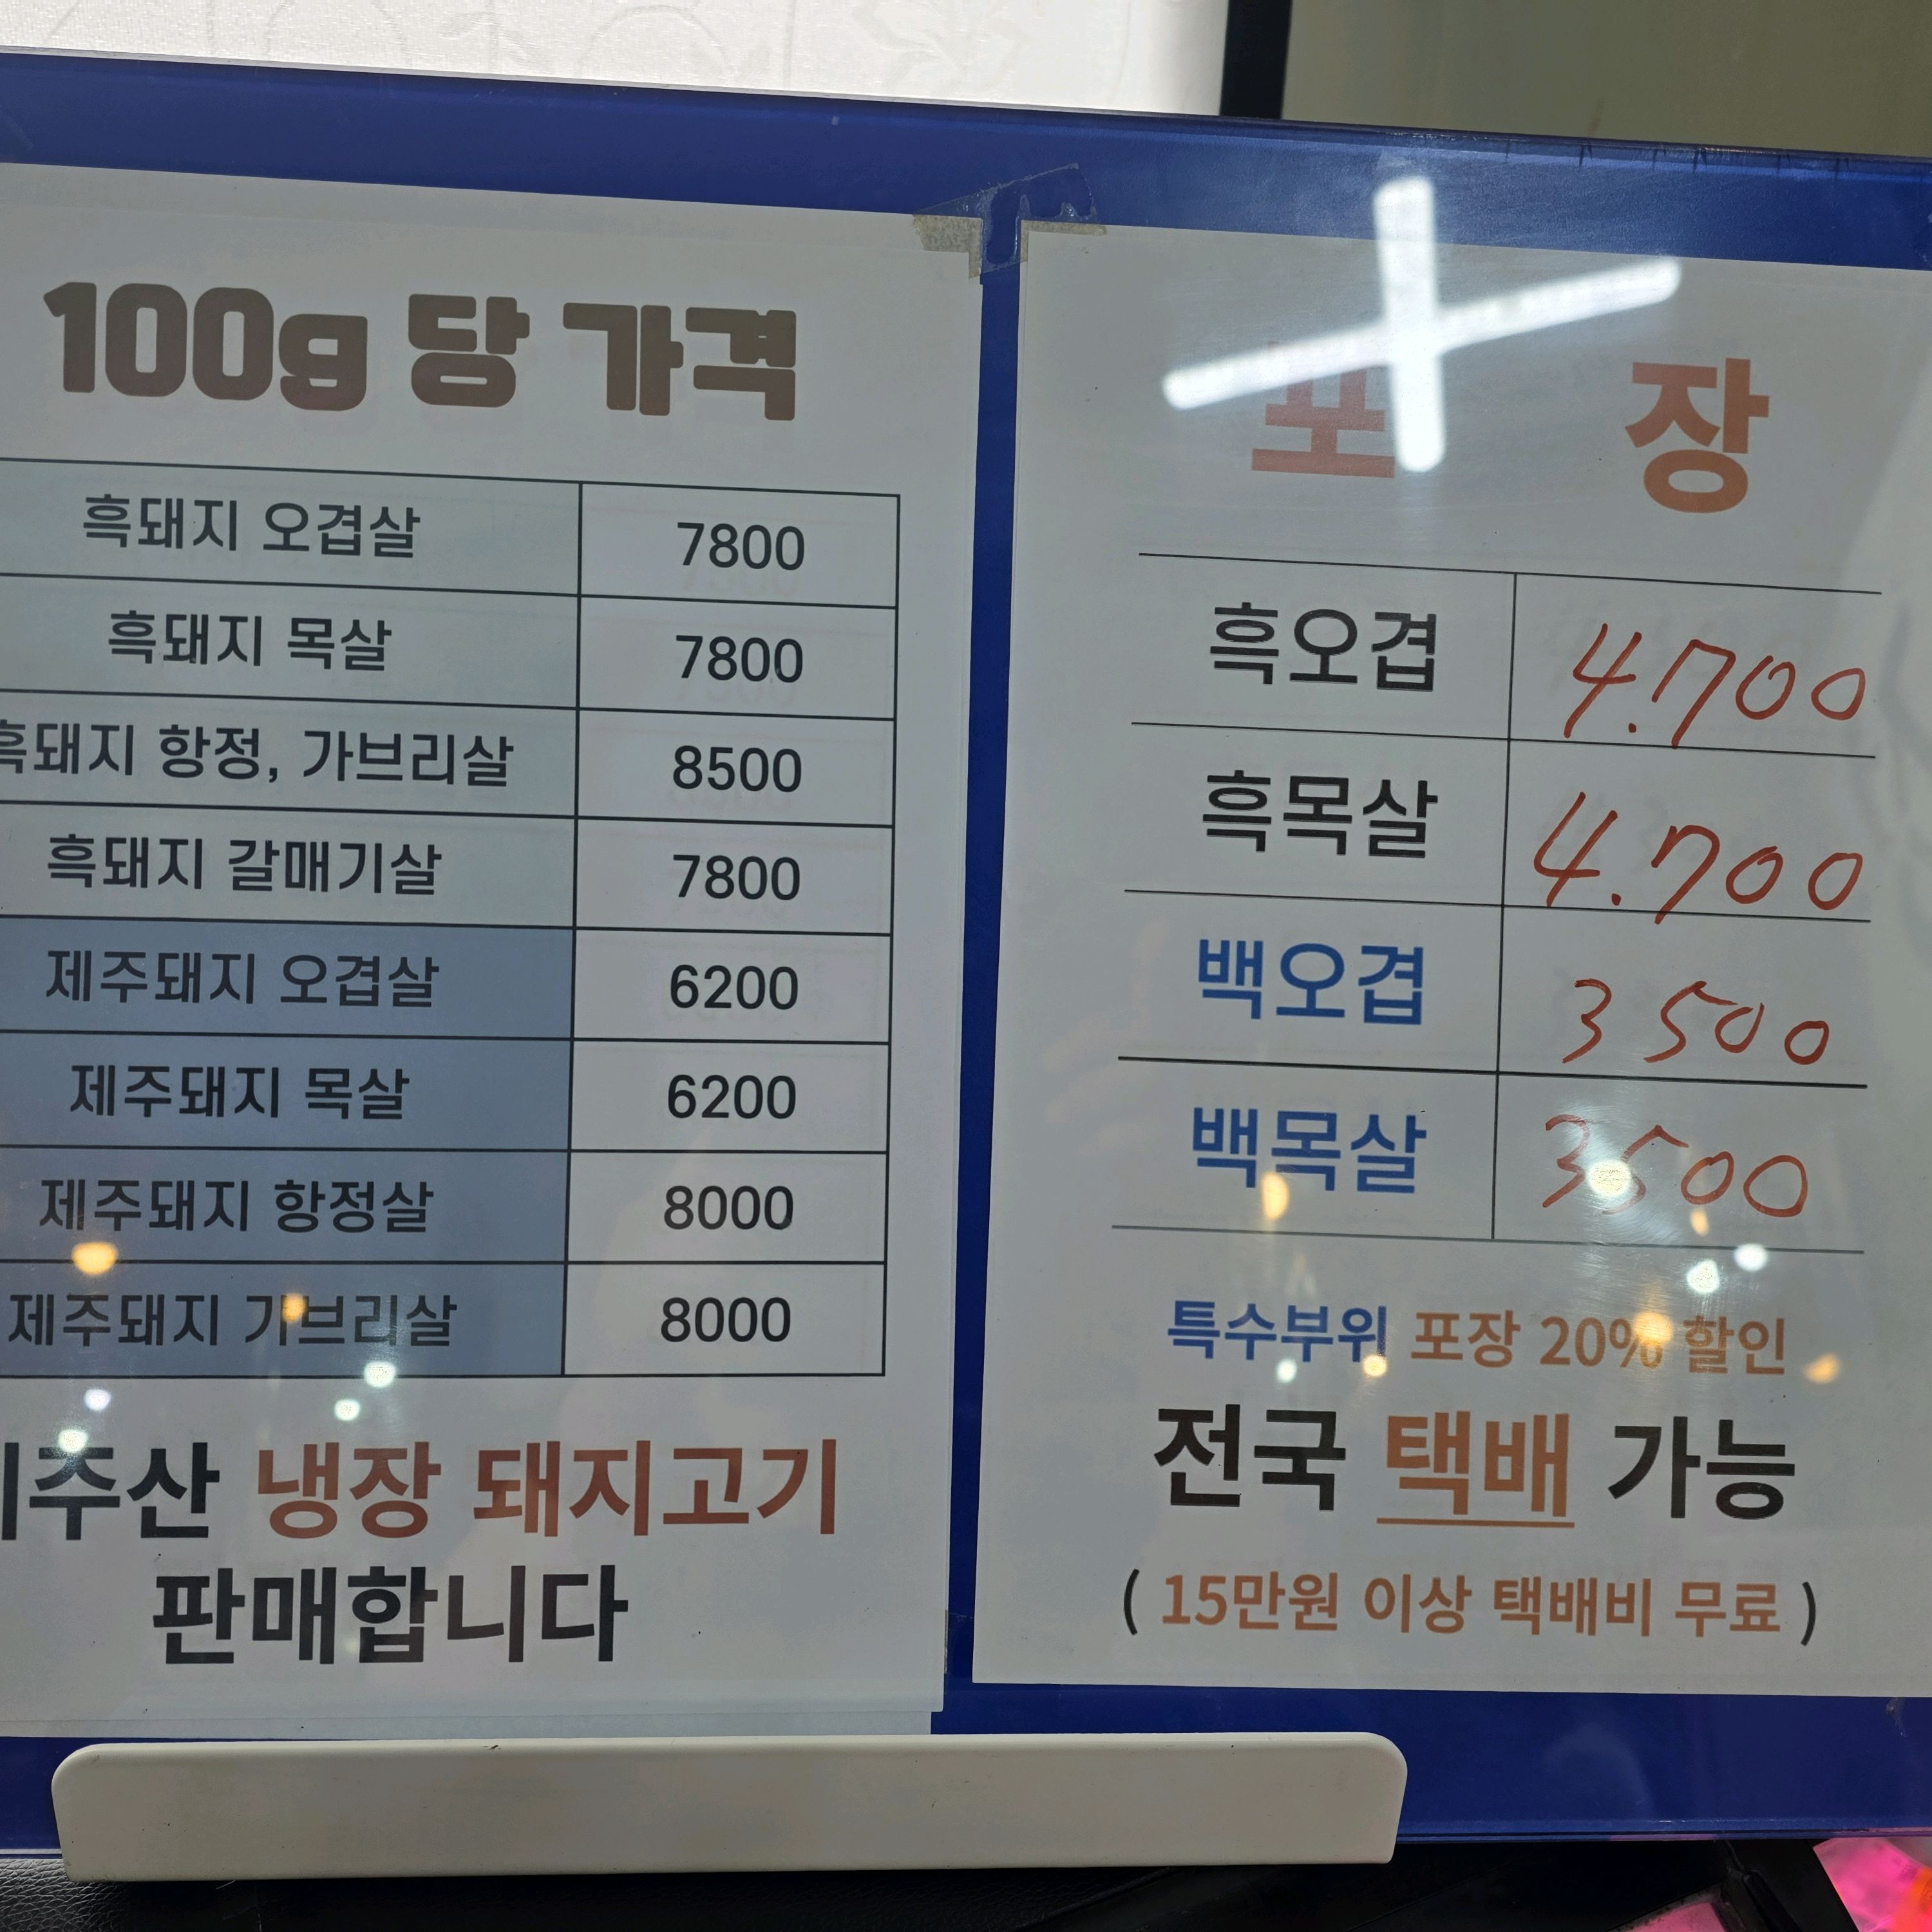 100g 당 가격
흑돼지 오겹살 7800
흑돼지 목살 7800
흑돼지 항정, 가브리살 8500
흑돼지 갈매기살 7800
제주돼지 오겹살 6200
제주돼지 목살 6200
제주돼지 항정살 8000
제주돼지 가브리살 8000
제주산 냉장 돼지고기
판매합니다
포 장
흑오겹 4.700
흑목살 4.700
백오겹 3500
백목살 3500
특수부위 포장 20% 할인
전국 택배 가능
( 15만원 이상 택배비 무료 )